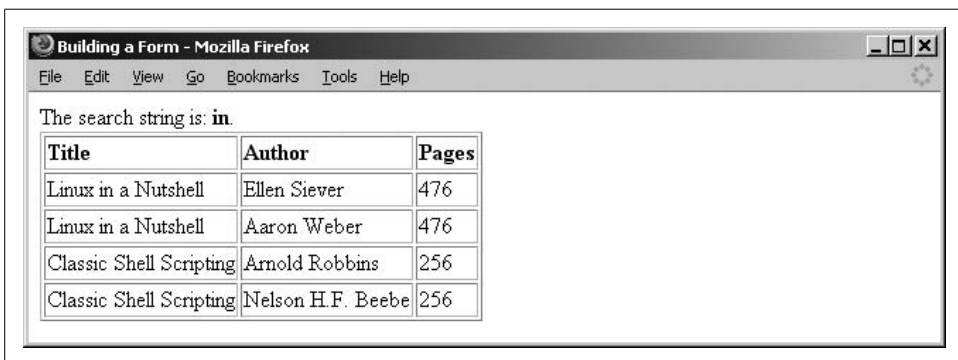 Building a Form - Mozilla Firefox
File Edit View Go Bookmarks Tools Help
The search string is: in.
Title Author Pages
Linux in a Nutshell Ellen Siever 476
Linux in a Nutshell Aaron Weber 476
Classic Shell Scripting Arnold Robbins 256
Classic Shell Scripting Nelson H.F. Beebe 256